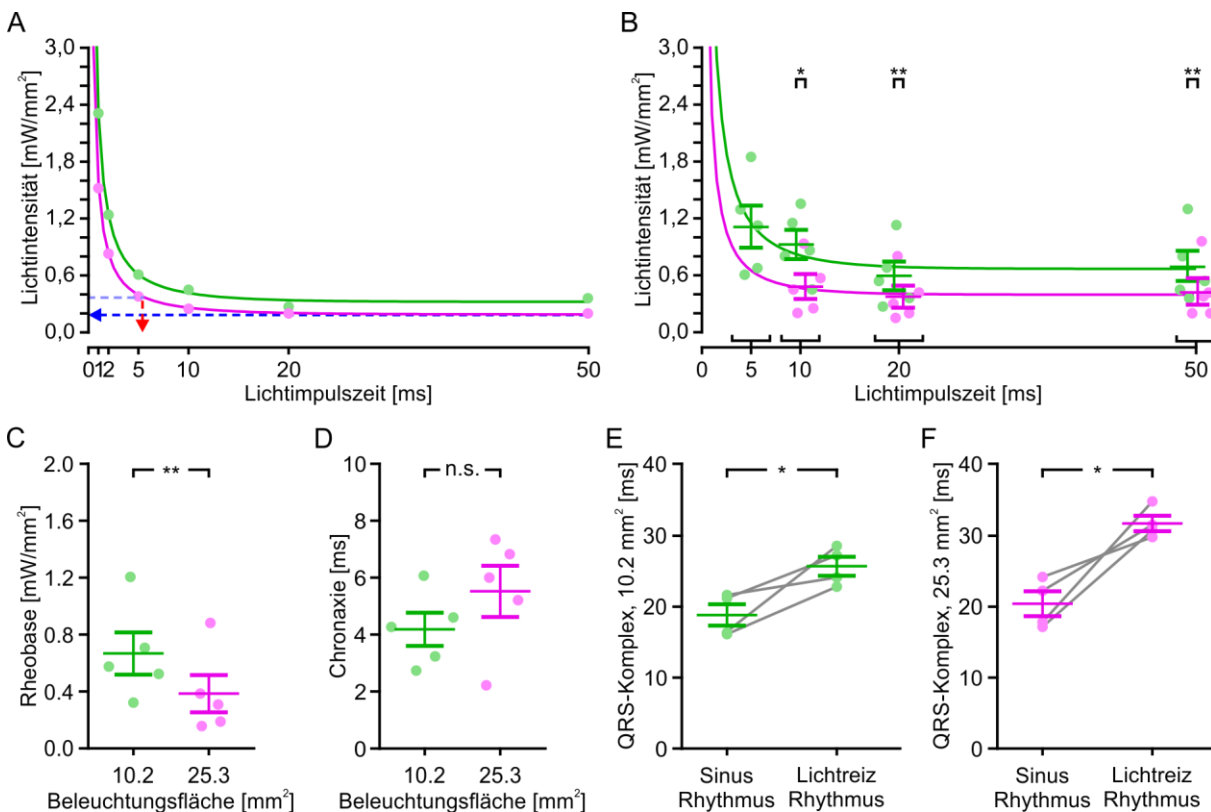 A
Lichtintensität [mW/mm²]
3,0
2,4
1,8
1,2
0,6
0,0
0 1 2 5 10 20 50
Lichtimpulszeit [ms]
B
Lichtintensität [mW/mm²]
3,0
2,4
1,8
1,2
0,6
0,0
* ** **
0 5 10 20 50
Lichtimpulszeit [ms]
C
Rheobase [mW/mm²]
2.0
1.6
1.2
0.8
0.4
0.0
**
10.2 25.3
Beleuchtungsfläche [mm²]
D
Chronaxie [ms]
10
8
6
4
2
0
n.s.
10.2 25.3
Beleuchtungsfläche [mm²]
E
QRS-Komplex, 10.2 mm² [ms]
40
30
20
10
0
*
Sinus Lichtreiz
Rhythmus Rhythmus
F
QRS-Komplex, 25.3 mm² [ms]
40
30
20
10
0
*
Sinus Lichtreiz
Rhythmus Rhythmus